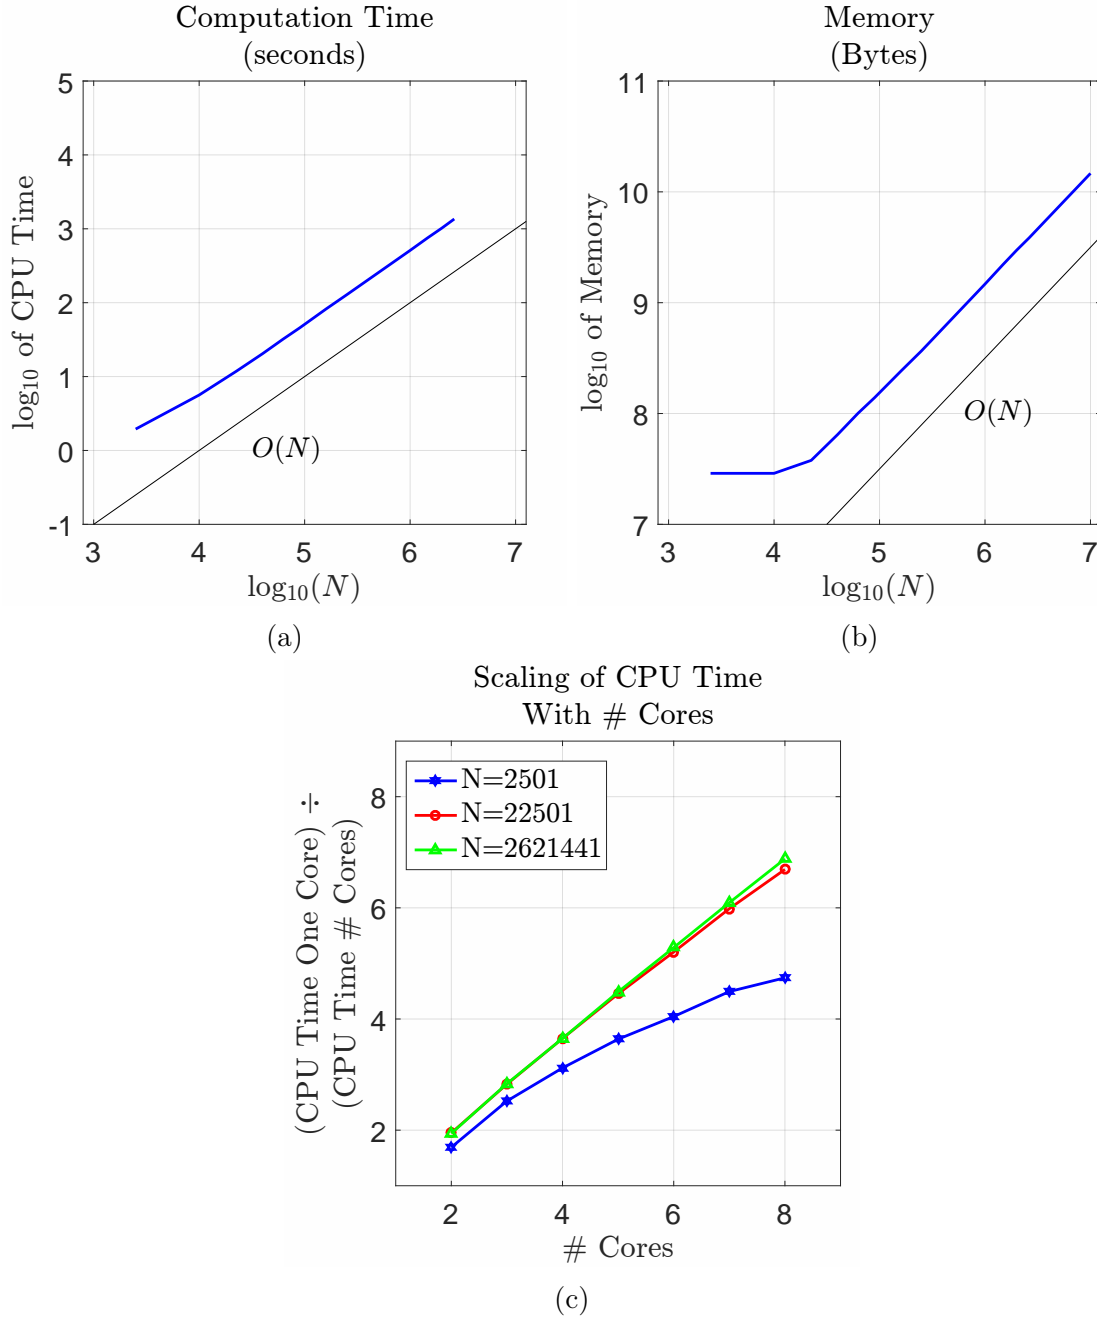 Computation Time
(seconds)
5
4
3
2
1
0
-1
log₁₀ of CPU Time
O(N)
3 4 5 6 7
log₁₀(N)
(a)
Memory
(Bytes)
11
10
9
8
7
log₁₀ of Memory
O(N)
3 4 5 6 7
log₁₀(N)
(b)
Scaling of CPU Time
With # Cores
(CPU Time One Core) ÷
(CPU Time # Cores)
N=2501
N=22501
N=2621441
8
6
4
2
2 4 6 8
# Cores
(c)